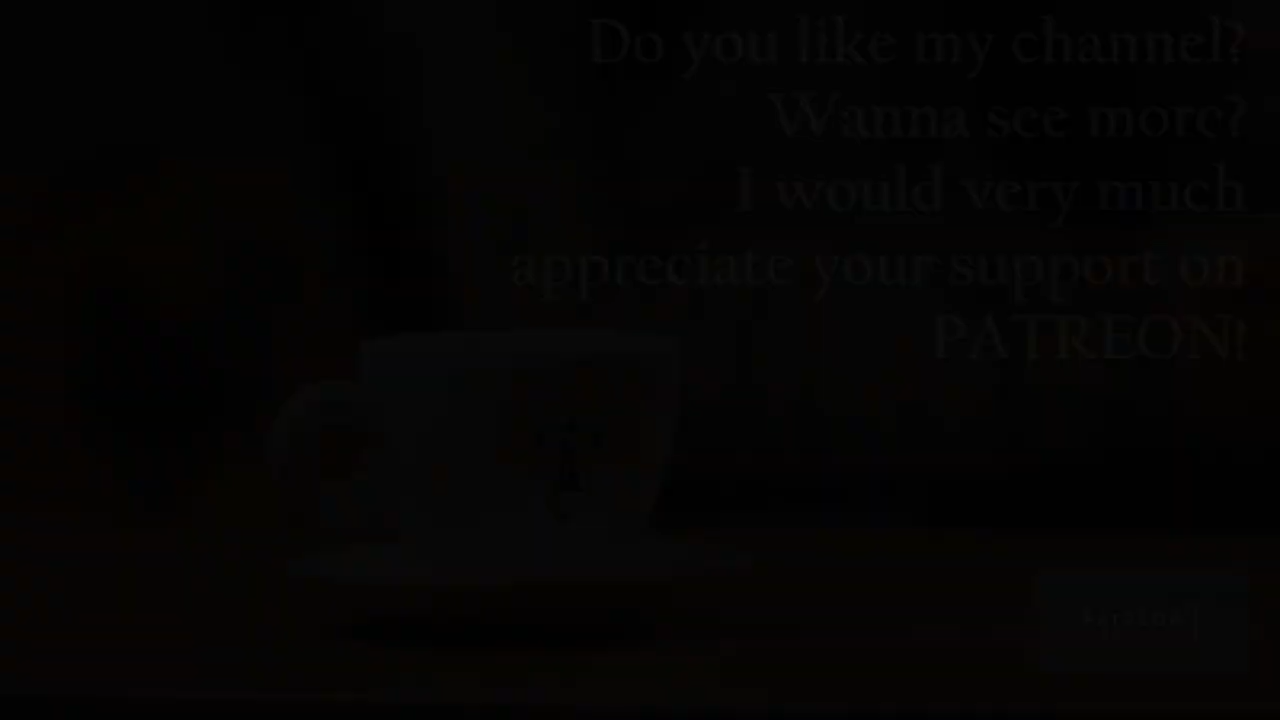 Do you like my channel?
Wanna see more?
I would very much
appreciate your support on
PATREON!